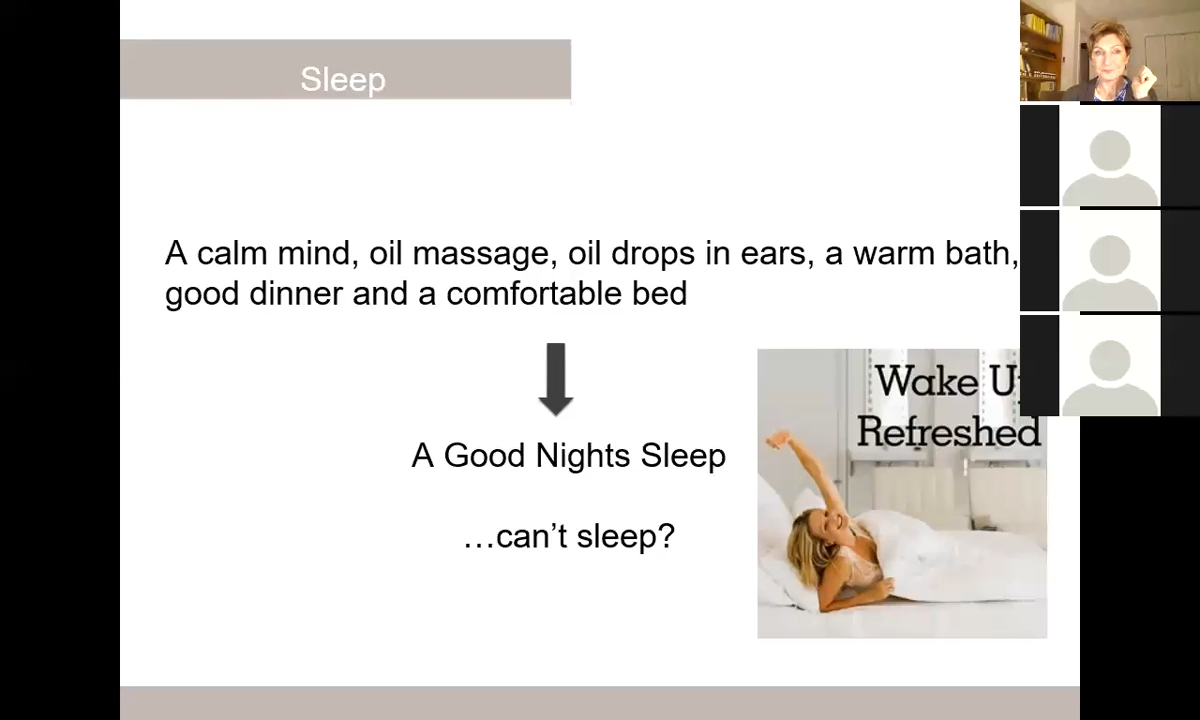 Sleep
A calm mind, oil massage, oil drops in ears, a warm bath,
good dinner and a comfortable bed
A Good Nights Sleep
…can't sleep?
Wake
Refreshed